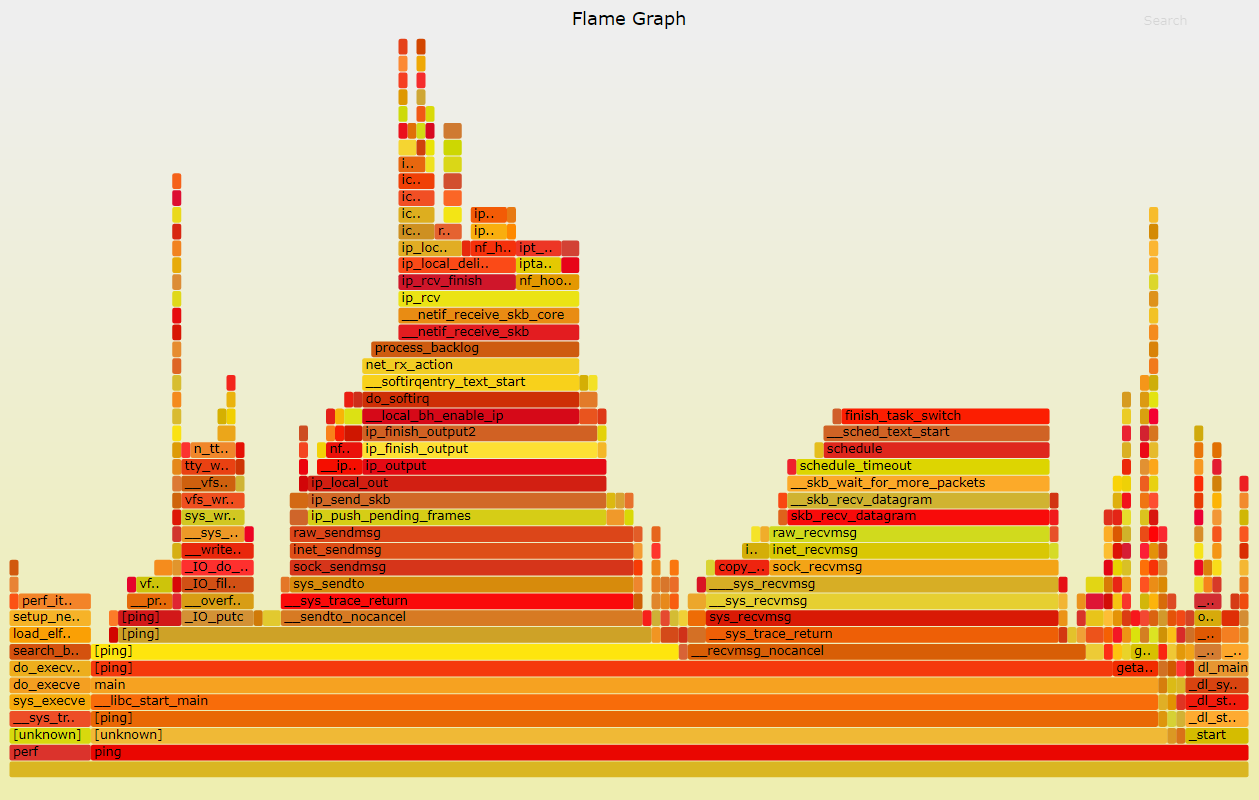 Flame Graph
Search
i..
ic..
ic..
ic.. ip..
ic.. r.. ip..
ip_loc.. nf_h.. ipt_..
ip_local_deli.. ipta..
ip_rcv_finish nf_hoo..
ip_rcv
__netif_receive_skb_core
__netif_receive_skb
process_backlog
net_rx_action
__softirqentry_text_start
do_softirq
__local_bh_enable_ip finish_task_switch
ip_finish_output2 __sched_text_start
n_tt.. nf.. ip_finish_output schedule
tty_w.. __ip.. ip_output schedule_timeout
__vfs.. ip_local_out __skb_wait_for_more_packets
vfs_wr.. ip_send_skb __skb_recv_datagram
sys_wr.. ip_push_pending_frames skb_recv_datagram
__sys_.. raw_sendmsg raw_recvmsg
__write.. inet_sendmsg i.. inet_recvmsg
_IO_do_.. sock_sendmsg copy_.. sock_recvmsg
vf.. _IO_fil.. sys_sendto ___sys_recvmsg
perf_it.. __pr.. __overf.. __sys_trace_return __sys_recvmsg _..
setup_ne.. [ping] _IO_putc __sendto_nocancel sys_recvmsg o..
load_elf.. [ping] __sys_trace_return _..
search_b.. [ping] __recvmsg_nocancel g.. _.. _..
do_execv.. [ping] geta.. dl_main
do_execve main _dl_sy..
sys_execve __libc_start_main _dl_st..
__sys_tr.. [ping] _dl_st..
[unknown] [unknown] _start
perf ping